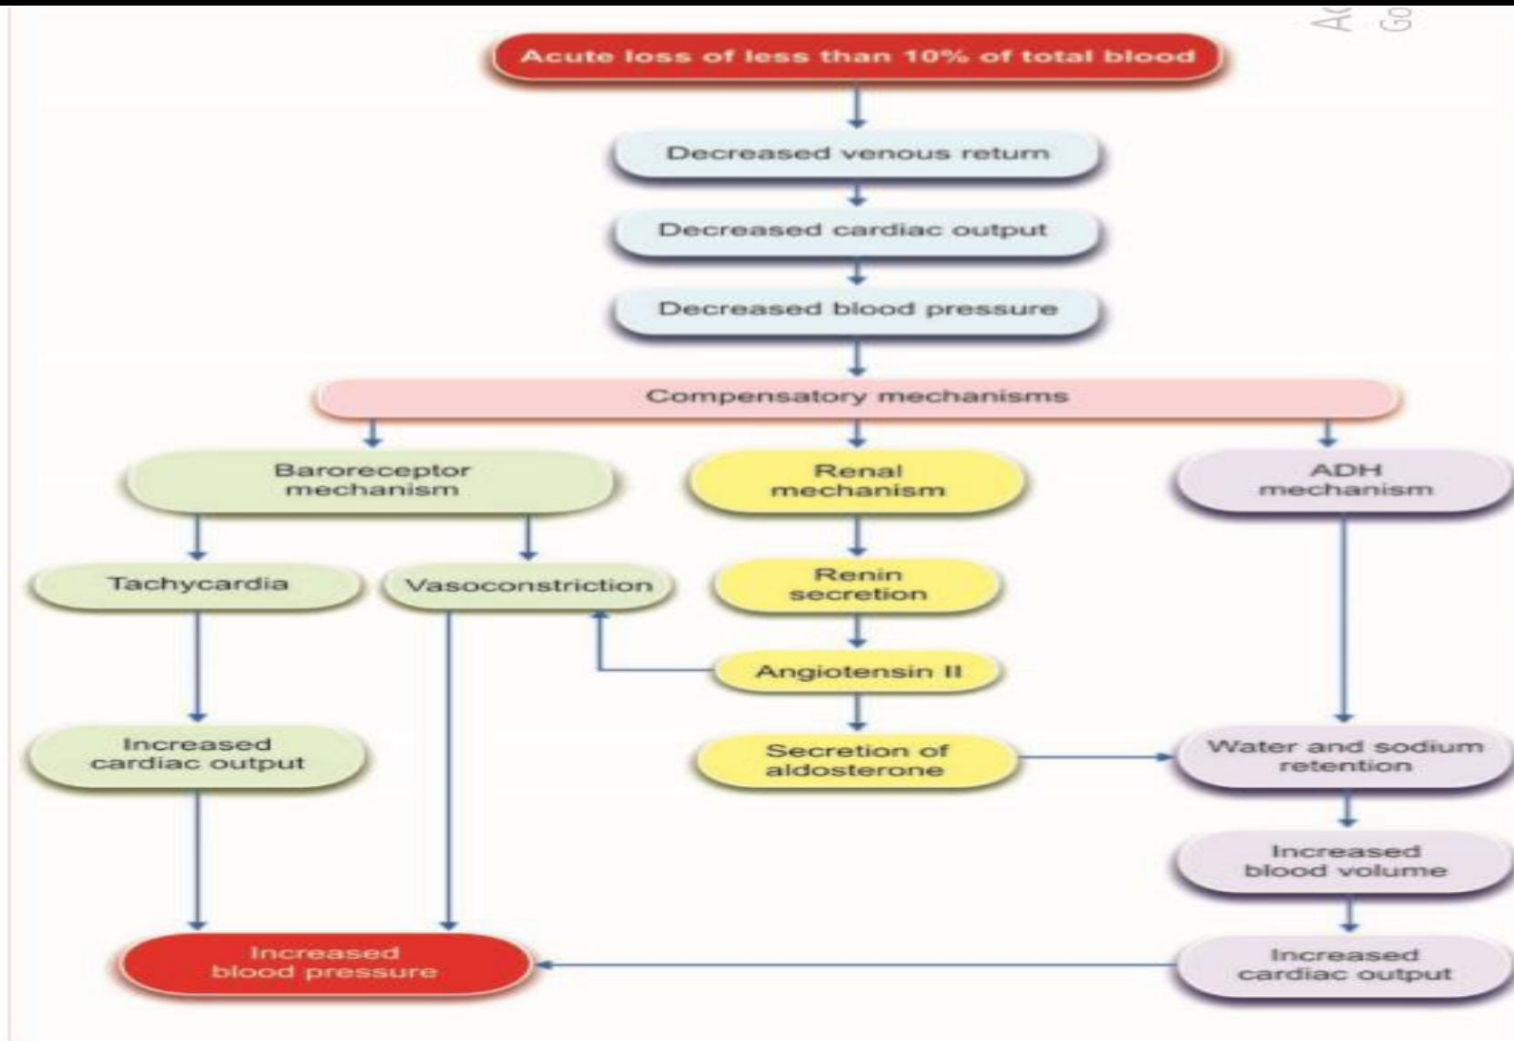 Acute loss of less than 10% of total blood
Decreased venous return
Decreased cardiac output
Decreased blood pressure
Compensatory mechanisms
Baroreceptor
mechanism
Renal
mechanism
ADH
mechanism
Tachycardia
Vasoconstriction
Renin
secretion
Angiotensin II
Increased
cardiac output
Secretion of
aldosterone
Water and sodium
retention
Increased
blood volume
Increased
blood pressure
Increased
cardiac output